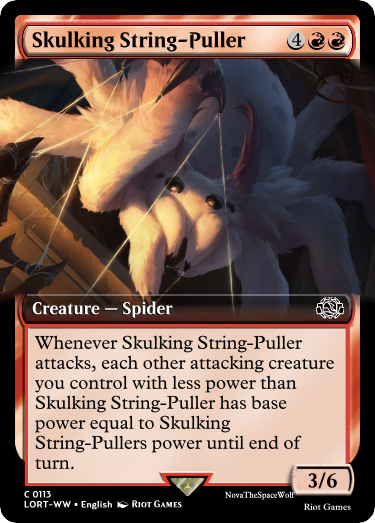 Skulking String-Puller 4
Creature — Spider
Whenever Skulking String-Puller
attacks, each other attacking creature
you control with less power than
Skulking String-Puller has base
power equal to Skulking
String-Pullers power until end of
turn.
3/6
C 0113
LORT-WW • English Riot Games
NovaTheSpaceWolf
Riot Games